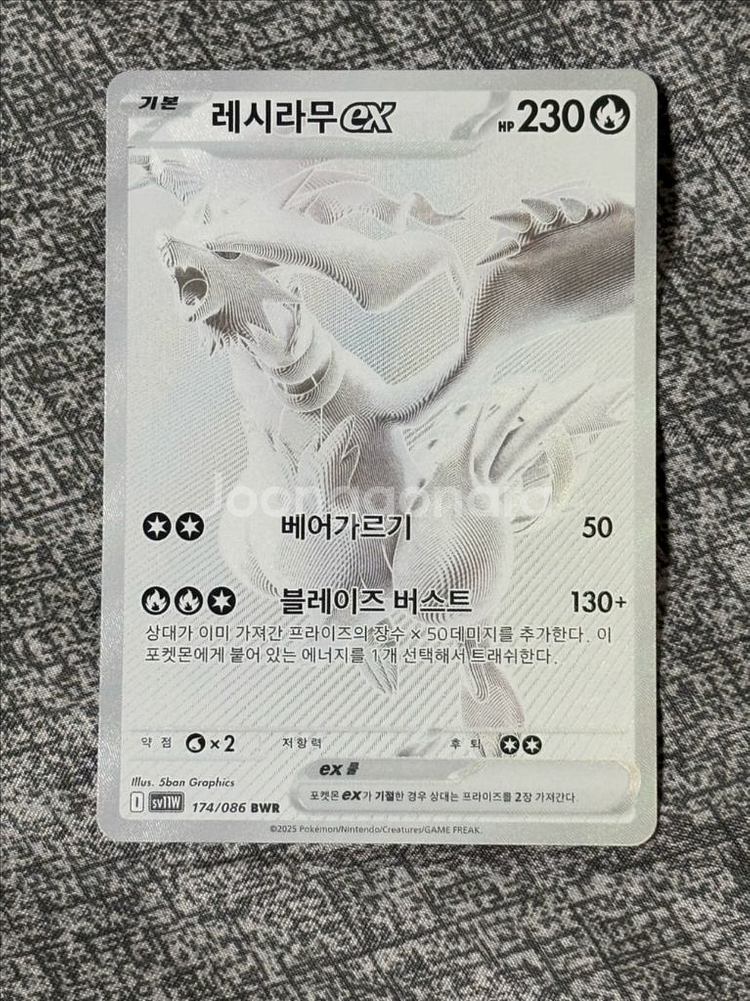 기본 레시라무 ex HP 230
Joongonara
베어가르기 50
블레이즈 버스트 130+
상대가 이미 가져간 프라이즈의 장수 × 50데미지를 추가한다. 이
포켓몬에게 붙어 있는 에너지를 1개 선택해서 트래쉬한다.
약점 ×2 저항력 후퇴
ex 룰
포켓몬 ex가 기절한 경우 상대는 프라이즈를 2장 가져간다.
Illus. 5ban Graphics
I sv11W 174/086 BWR
©2025 Pokémon/Nintendo/Creatures/GAME FREAK.